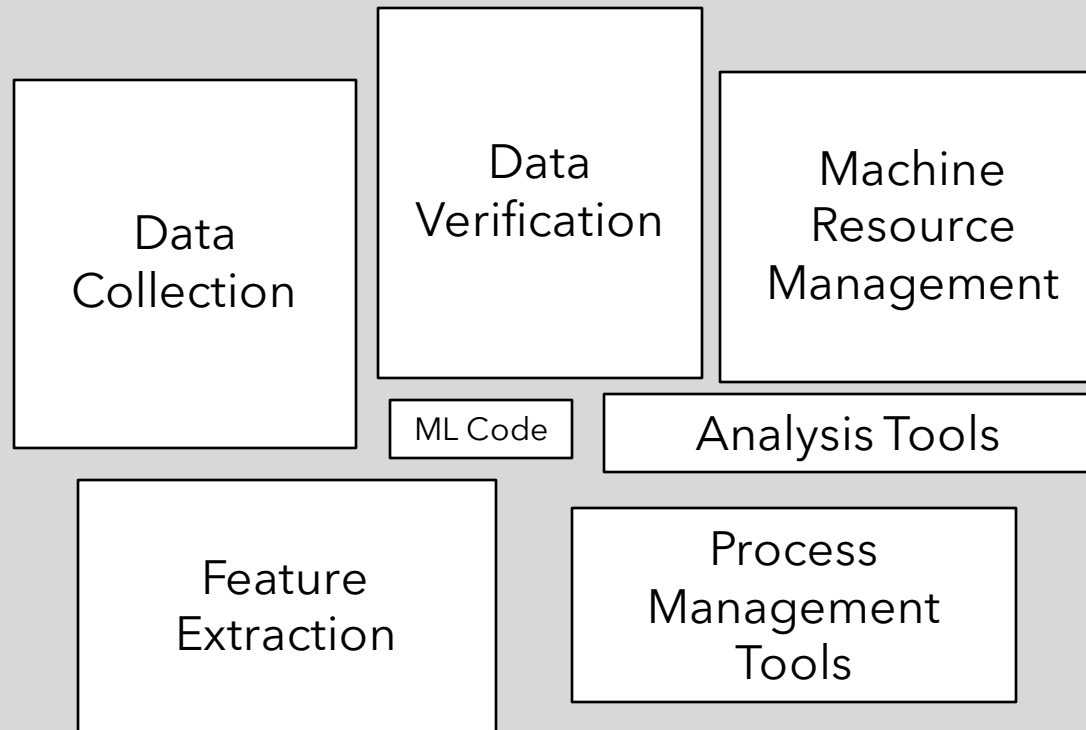 Data
Collection
Data
Verification
Machine
Resource
Management
ML Code
Analysis Tools
Feature
Extraction
Process
Management
Tools